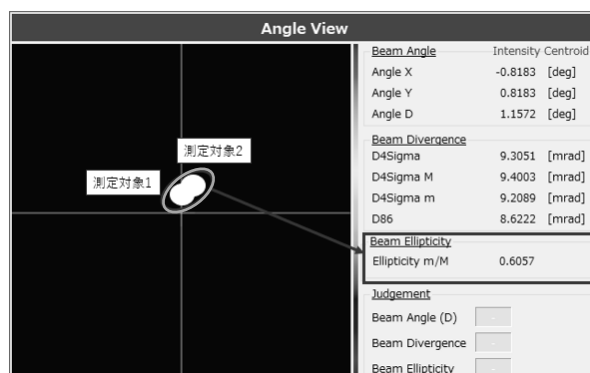 Angle View
測定対象2
測定対象1
Beam Angle Intensity Centroid
Angle X -0.8183 [deg]
Angle Y 0.8183 [deg]
Angle D 1.1572 [deg]
Beam Divergence
D4Sigma 9.3051 [mrad]
D4Sigma M 9.4003 [mrad]
D4Sigma m 9.2089 [mrad]
D86 8.6222 [mrad]
Beam Ellipticity
Ellipticity m/M 0.6057
Judgement
Beam Angle (D) -
Beam Divergence -
Beam Ellipticity -